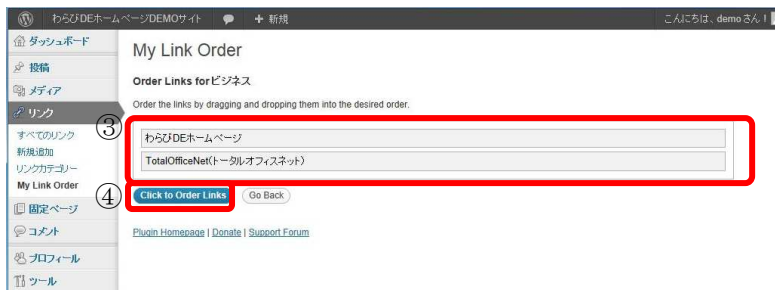 わらびDEホームページDEMOサイト + 新規 こんにちは、demo さん！
ダッシュボード
投稿
メディア
リンク
すべてのリンク
新規追加
リンクカテゴリー
My Link Order
固定ページ
コメント
プロフィール
ツール
My Link Order
Order Links forビジネス
Order the links by dragging and dropping them into the desired order.
③
わらびDEホームページ
TotalOfficeNet(トータルオフィスネット)
④
Click to Order Links Go Back
Plugin Homepage | Donate | Support Forum